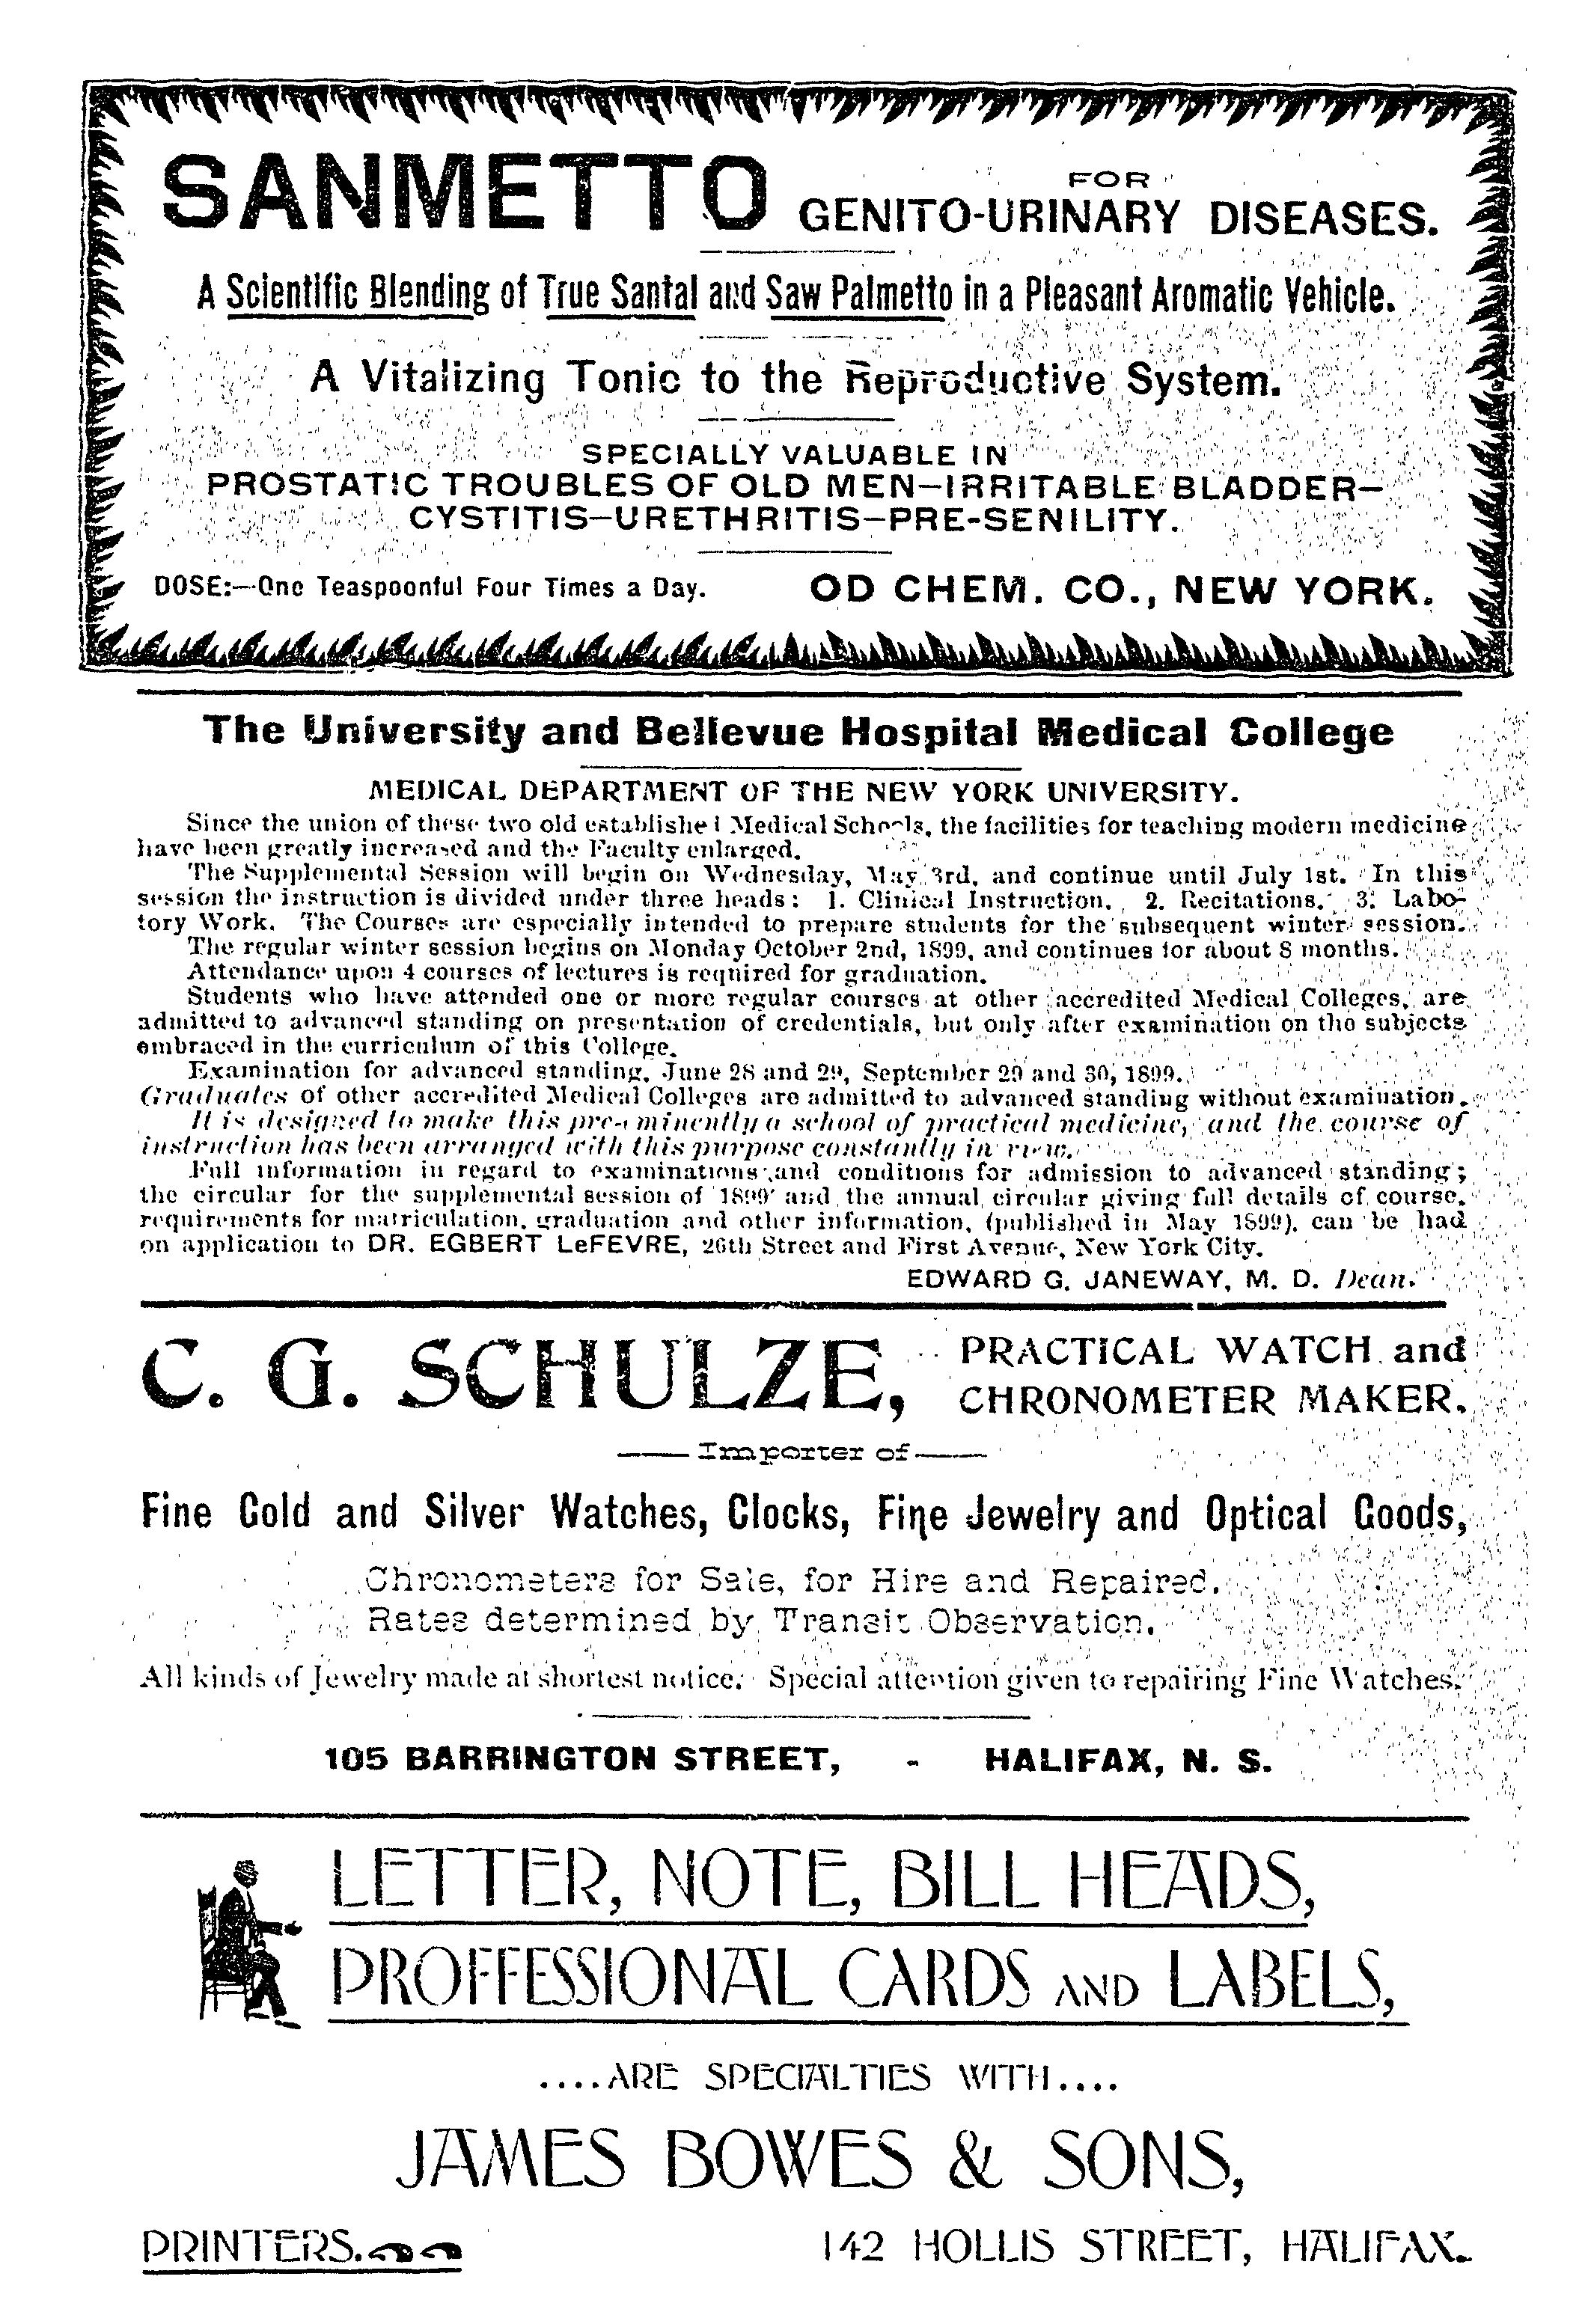 SANMETTO FOR
GENITO-URINARY DISEASES.
A Scientific Blending of True Santal and Saw Palmetto in a Pleasant Aromatic Vehicle.
A Vitalizing Tonic to the Reproductive System.
SPECIALLY VALUABLE IN
PROSTATIC TROUBLES OF OLD MEN—IRRITABLE BLADDER—
CYSTITIS—URETHRITIS—PRE-SENILITY.
DOSE:—One Teaspoonful Four Times a Day. OD CHEM. CO., NEW YORK.
The University and Bellevue Hospital Medical College
MEDICAL DEPARTMENT OF THE NEW YORK UNIVERSITY.
Since the union of these two old established Medical Schools, the facilities for teaching modern medicine
have been greatly increased and the Faculty enlarged.
The Supplemental Session will begin on Wednesday, May 3rd, and continue until July 1st. In this
session the instruction is divided under three heads: 1. Clinical Instruction. 2. Recitations. 3. Labo-
tory Work. The Courses are especially intended to prepare students for the subsequent winter session.
The regular winter session begins on Monday October 2nd, 1899, and continues for about 8 months.
Attendance upon 4 courses of lectures is required for graduation.
Students who have attended one or more regular courses at other accredited Medical Colleges, are
admitted to advanced standing on presentation of credentials, but only after examination on the subjects
embraced in the curriculum of this College.
Examination for advanced standing, June 28 and 29, September 29 and 30, 1899.
Graduates of other accredited Medical Colleges are admitted to advanced standing without examination.
It is designed to make this pre-eminently a school of practical medicine, and the course of
instruction has been arranged with this purpose constantly in view.
Full information in regard to examinations and conditions for admission to advanced standing;
the circular for the supplemental session of 1899 and the annual circular giving full details of course,
requirements for matriculation, graduation and other information, (published in May 1899), can be had
on application to DR. EGBERT LeFEVRE, 26th Street and First Avenue, New York City.
EDWARD G. JANEWAY, M. D. Dean.
C. G. SCHULZE, PRACTICAL WATCH and
CHRONOMETER MAKER.
Importer of
Fine Gold and Silver Watches, Clocks, Fine Jewelry and Optical Goods,
Chronometers for Sale, for Hire and Repaired.
Rates determined by Transit Observation.
All kinds of Jewelry made at shortest notice. Special attention given to repairing Fine Watches.
105 BARRINGTON STREET, - HALIFAX, N. S.
LETTER, NOTE, BILL HEADS,
PROFFESSIONAL CARDS AND LABELS,
....ARE SPECIALTIES WITH....
JAMES BOWES & SONS,
PRINTERS. 142 HOLLIS STREET, HALIFAX.